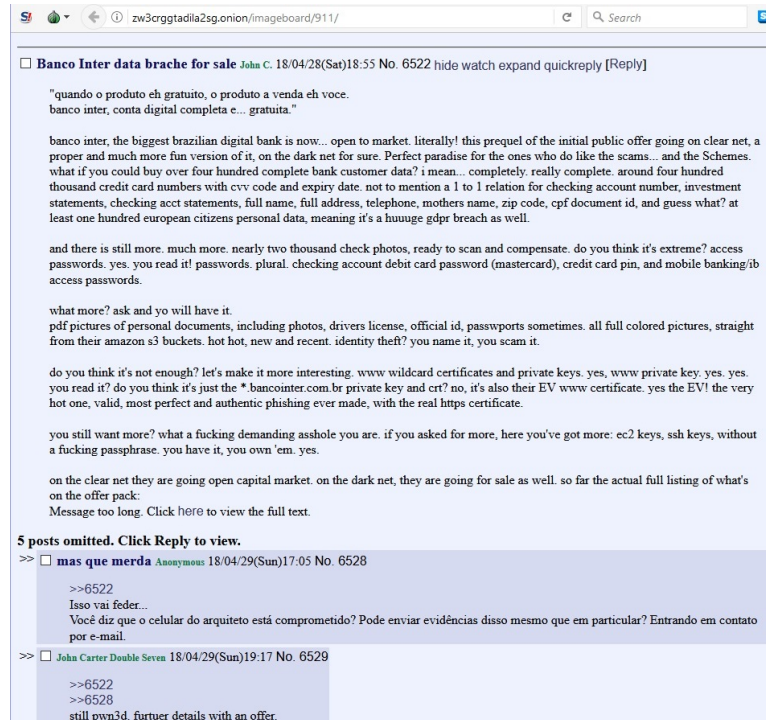 zw3crggtadila2sg.onion/imageboard/911/
Search
Banco Inter data brache for sale John C. 18/04/28(Sat)18:55 No. 6522 hide watch expand quickreply [Reply]
"quando o produto eh gratuito, o produto a venda eh voce.
banco inter, conta digital completa e... gratuita."
banco inter, the biggest brazilian digital bank is now... open to market. literally! this prequel of the initial public offer going on clear net, a
proper and much more fun version of it, on the dark net for sure. Perfect paradise for the ones who do like the scams... and the Schemes.
what if you could buy over four hundred complete bank customer data? i mean... completely. really complete. around four hundred
thousand credit card numbers with cvv code and expiry date. not to mention a 1 to 1 relation for checking account number, investment
statements, checking acct statements, full name, full address, telephone, mothers name, zip code, cpf document id, and guess what? at
least one hundred european citizens personal data, meaning it's a huuuge gdpr breach as well.
and there is still more. much more. nearly two thousand check photos, ready to scan and compensate. do you think it's extreme? access
passwords. yes. you read it! passwords. plural. checking account debit card password (mastercard), credit card pin, and mobile banking/ib
access passwords.
what more? ask and yo will have it.
pdf pictures of personal documents, including photos, drivers license, official id, passwports sometimes. all full colored pictures, straight
from their amazon s3 buckets. hot hot, new and recent. identity theft? you name it, you scam it.
do you think it's not enough? let's make it more interesting. www wildcard certificates and private keys. yes, www private key. yes. yes.
you read it? do you think it's just the *.bancointer.com.br private key and crt? no, it's also their EV www certificate. yes the EV! the very
hot one, valid, most perfect and authentic phishing ever made, with the real https certificate.
you still want more? what a fucking demanding asshole you are. if you asked for more, here you've got more: ec2 keys, ssh keys, without
a fucking passphrase. you have it, you own 'em. yes.
on the clear net they are going open capital market. on the dark net, they are going for sale as well. so far the actual full listing of what's
on the offer pack:
Message too long. Click here to view the full text.
5 posts omitted. Click Reply to view.
>> mas que merda Anonymous 18/04/29(Sun)17:05 No. 6528
>>6522
Isso vai feder...
Você diz que o celular do arquiteto está comprometido? Pode enviar evidências disso mesmo que em particular? Entrando em contato
por e-mail.
>> John Carter Double Seven 18/04/29(Sun)19:17 No. 6529
>>6522
>>6528
still pwn3d. furtuer details with an offer.